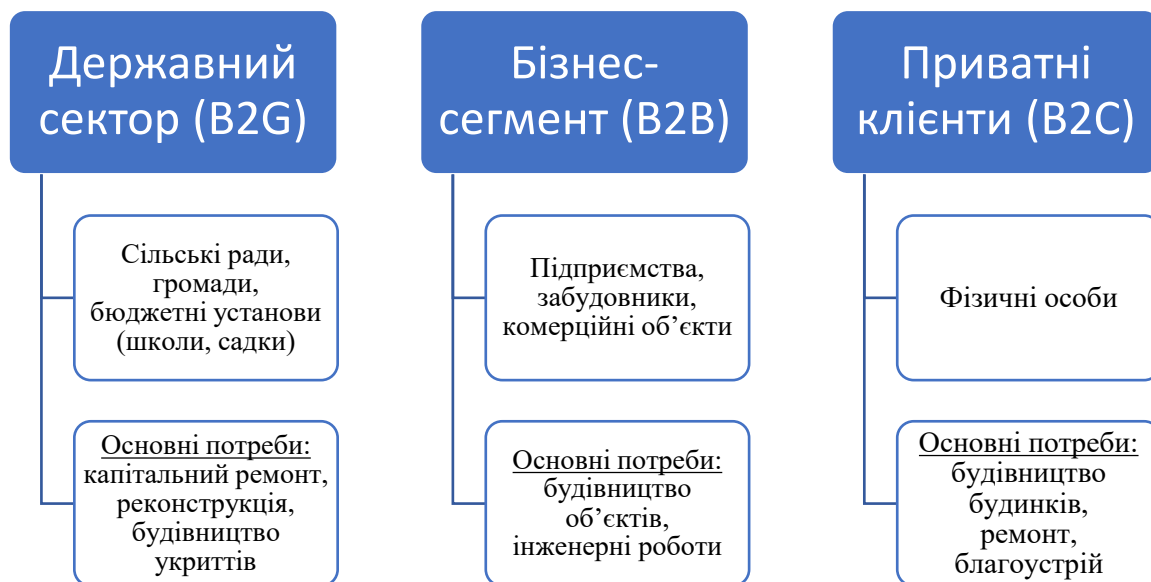 Державний
сектор (B2G)
Сільські ради,
громади,
бюджетні установи
(школи, садки)
Основні потреби:
капітальний ремонт,
реконструкція,
будівництво
укриттів
Бізнес-
сегмент (B2B)
Підприємства,
забудовники,
комерційні об’єкти
Основні потреби:
будівництво
об’єктів,
інженерні роботи
Приватні
клієнти (B2C)
Фізичні особи
Основні потреби:
будівництво
будинків,
ремонт,
благоустрій